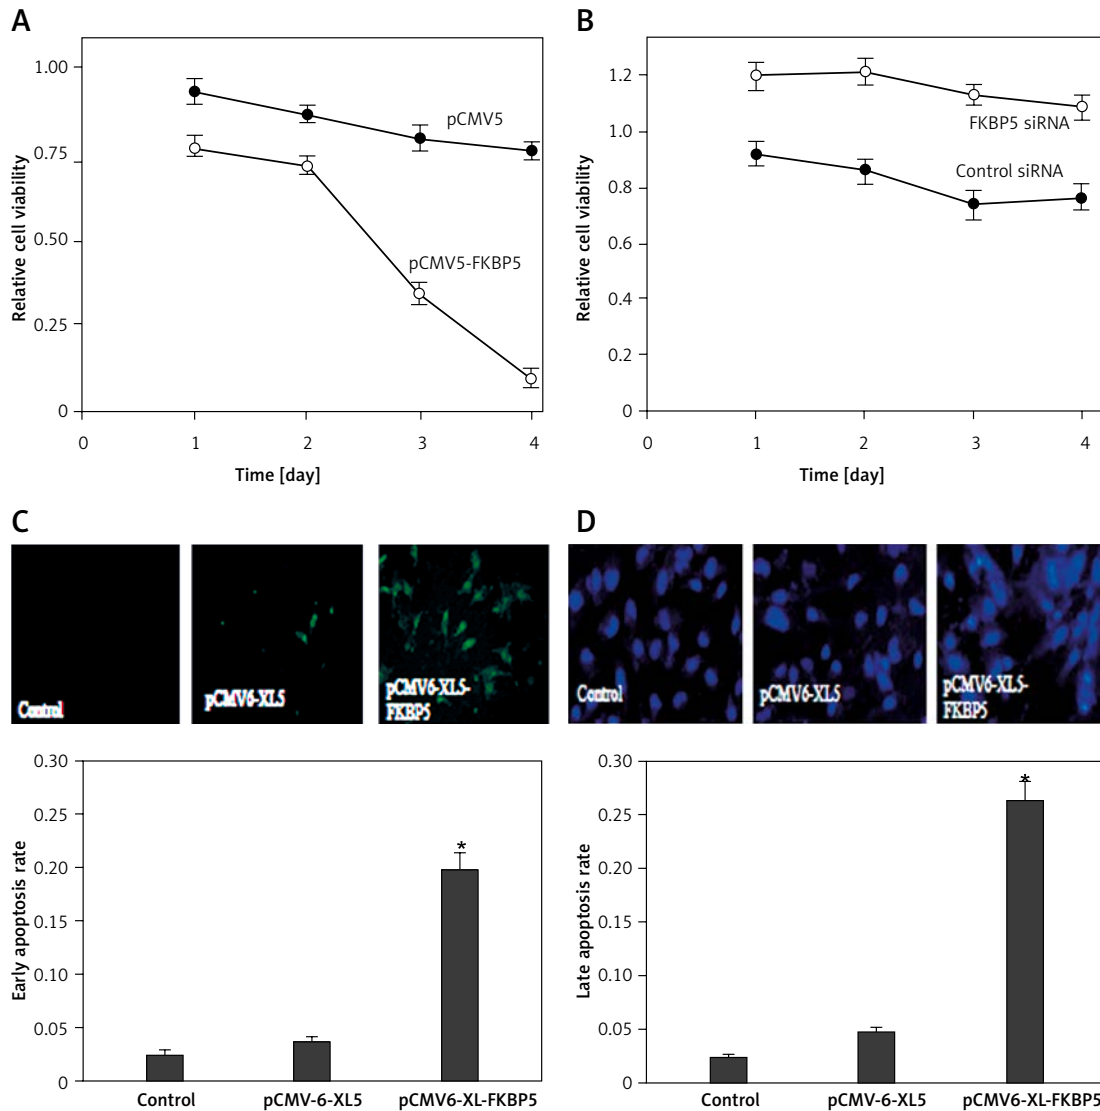 A
Relative cell viability
1.00
0.75
0.50
0.25
0
pCMV5
pCMV5-FKBP5
0 1 2 3 4
Time [day]
B
Relative cell viability
1.2
1.0
0.8
0.6
0.4
0.2
0
FKBP5 siRNA
Control siRNA
0 1 2 3 4
Time [day]
C
Control
pCMV6-XL5
pCMV6-XL5-
FKBP5
Early apoptosis rate
0.30
0.25
0.20
0.15
0.10
0.05
0
*
Control pCMV-6-XL5 pCMV6-XL-FKBP5
D
Control
pCMV6-XL5
pCMV6-XL5-
FKBP5
Late apoptosis rate
0.30
0.25
0.20
0.15
0.10
0.05
0
*
Control pCMV-6-XL5 pCMV6-XL-FKBP5